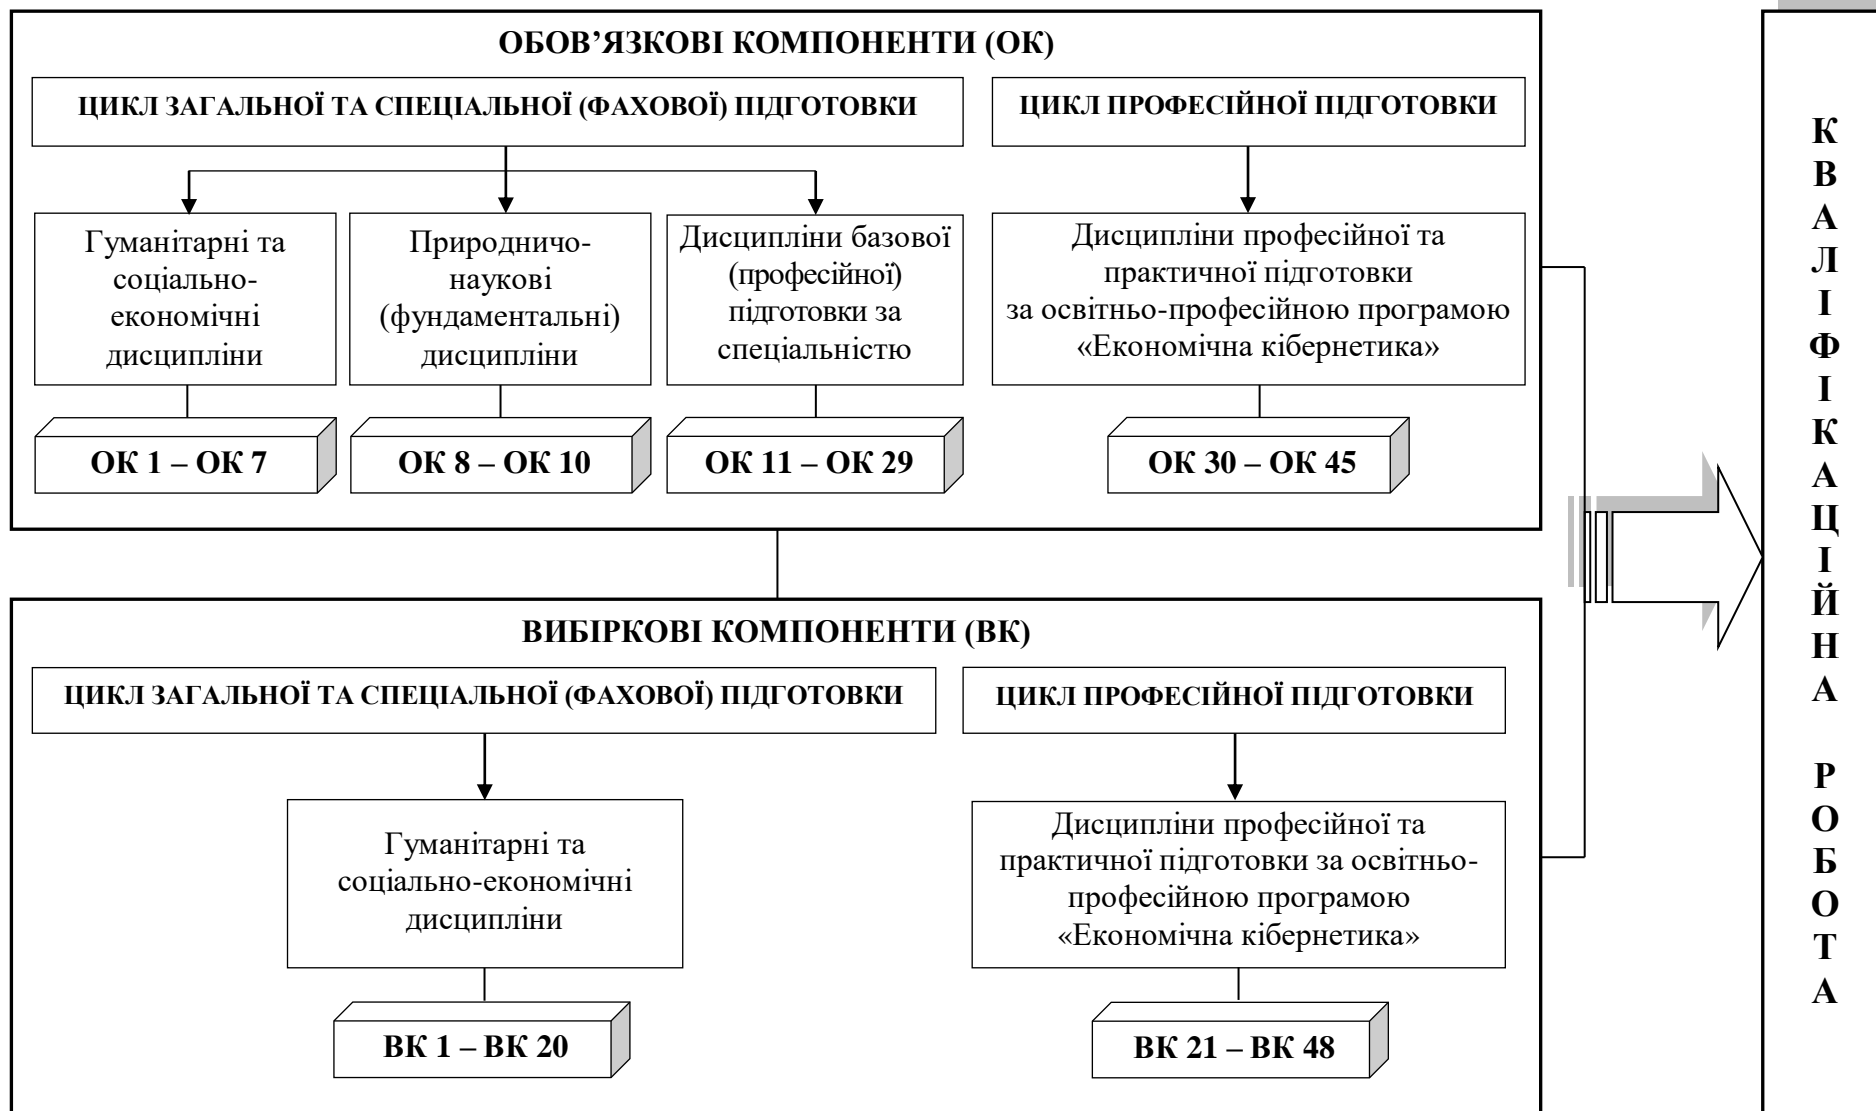 ОБОВ’ЯЗКОВІ КОМПОНЕНТИ (ОК)
ЦИКЛ ЗАГАЛЬНОЇ ТА СПЕЦІАЛЬНОЇ (ФАХОВОЇ) ПІДГОТОВКИ
ЦИКЛ ПРОФЕСІЙНОЇ ПІДГОТОВКИ
Гуманітарні та
соціально-
економічні
дисципліни
Природничо-
наукові
(фундаментальні)
дисципліни
Дисципліни базової
(професійної)
підготовки за
спеціальністю
Дисципліни професійної та
практичної підготовки
за освітньо-професійною програмою
«Економічна кібернетика»
ОК 1 – ОК 7
ОК 8 – ОК 10
ОК 11 – ОК 29
ОК 30 – ОК 45
ВИБІРКОВІ КОМПОНЕНТИ (ВК)
ЦИКЛ ЗАГАЛЬНОЇ ТА СПЕЦІАЛЬНОЇ (ФАХОВОЇ) ПІДГОТОВКИ
ЦИКЛ ПРОФЕСІЙНОЇ ПІДГОТОВКИ
Гуманітарні та
соціально-економічні
дисципліни
Дисципліни професійної та
практичної підготовки за освітньо-
професійною програмою
«Економічна кібернетика»
ВК 1 – ВК 20
ВК 21 – ВК 48
КВАЛІФІКАЦІЙНА РОБОТА